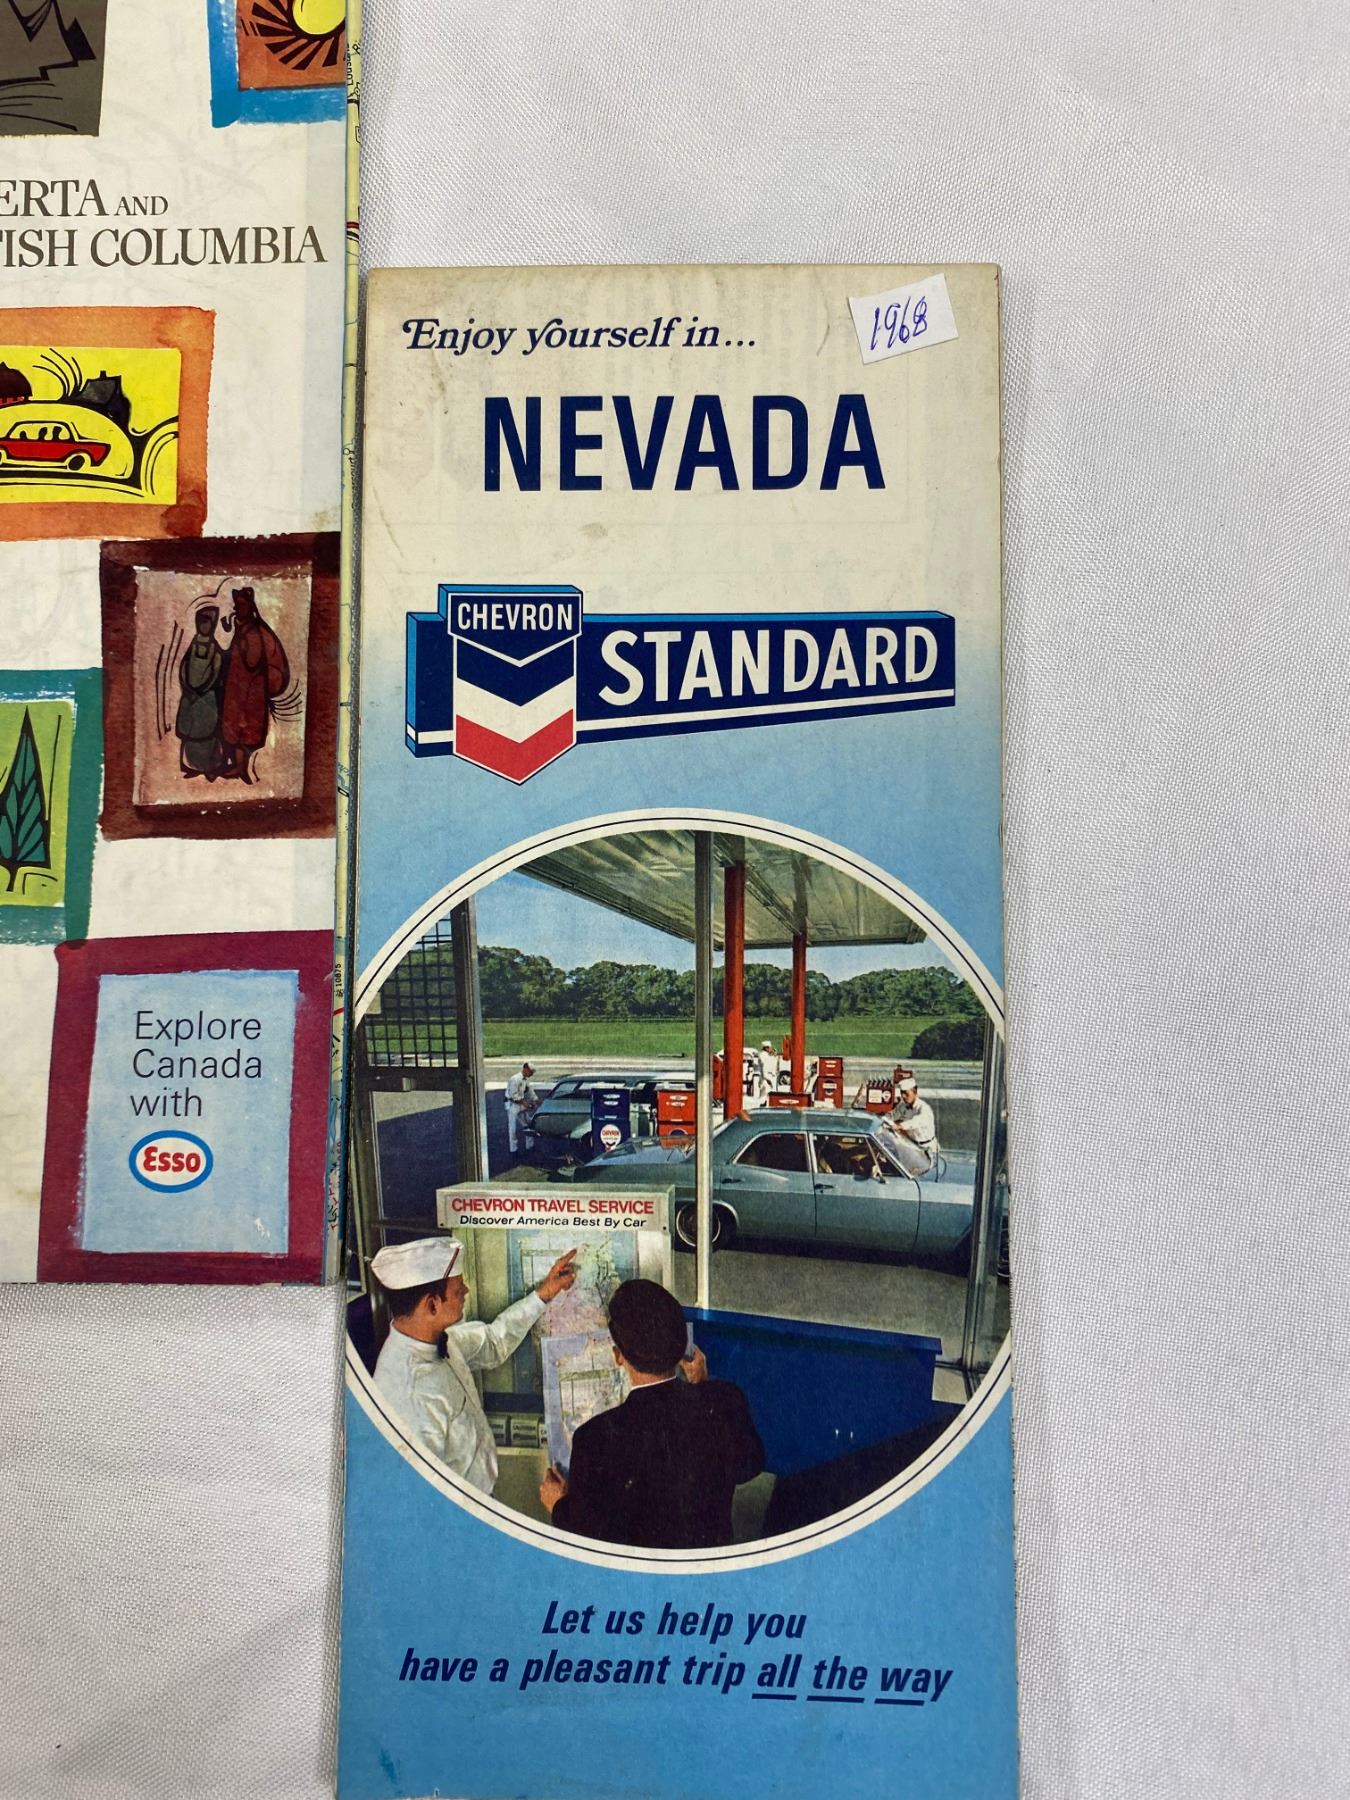 ERTA AND
TISH COLUMBIA
Explore
Canada
with
Esso
Enjoy yourself in...
1968
NEVADA
CHEVRON
STANDARD
CHEVRON
CHEVRON TRAVEL SERVICE
Discover America Best By Car
Let us help you
have a pleasant trip all the way